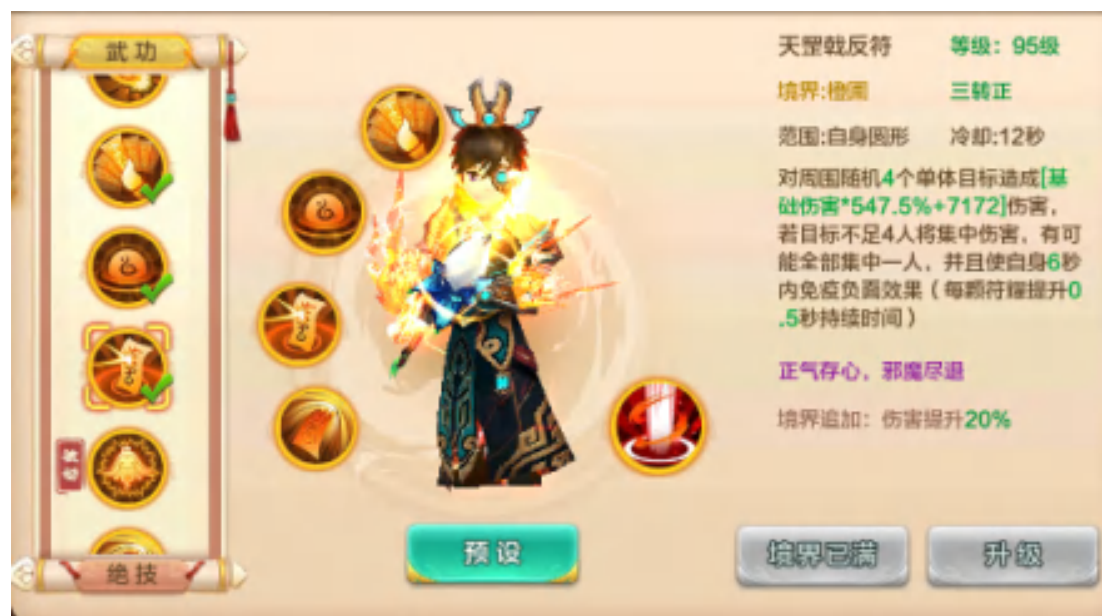 武功
天罡戟反符 等级：95级
境界:橙圈
三转正
范围:自身圆形 冷却:12秒
对周围随机4个单体目标造成[基
础伤害*547.5%+7172]伤害，
若目标不足4人将集中伤害，有可
能全部集中一人，并且使自身6秒
内免疫负面效果（每颗符耀提升0
.5秒持续时间）
正气存心，邪魔尽退
境界追加：伤害提升20%
被动
绝技
预设
境界已满
升级